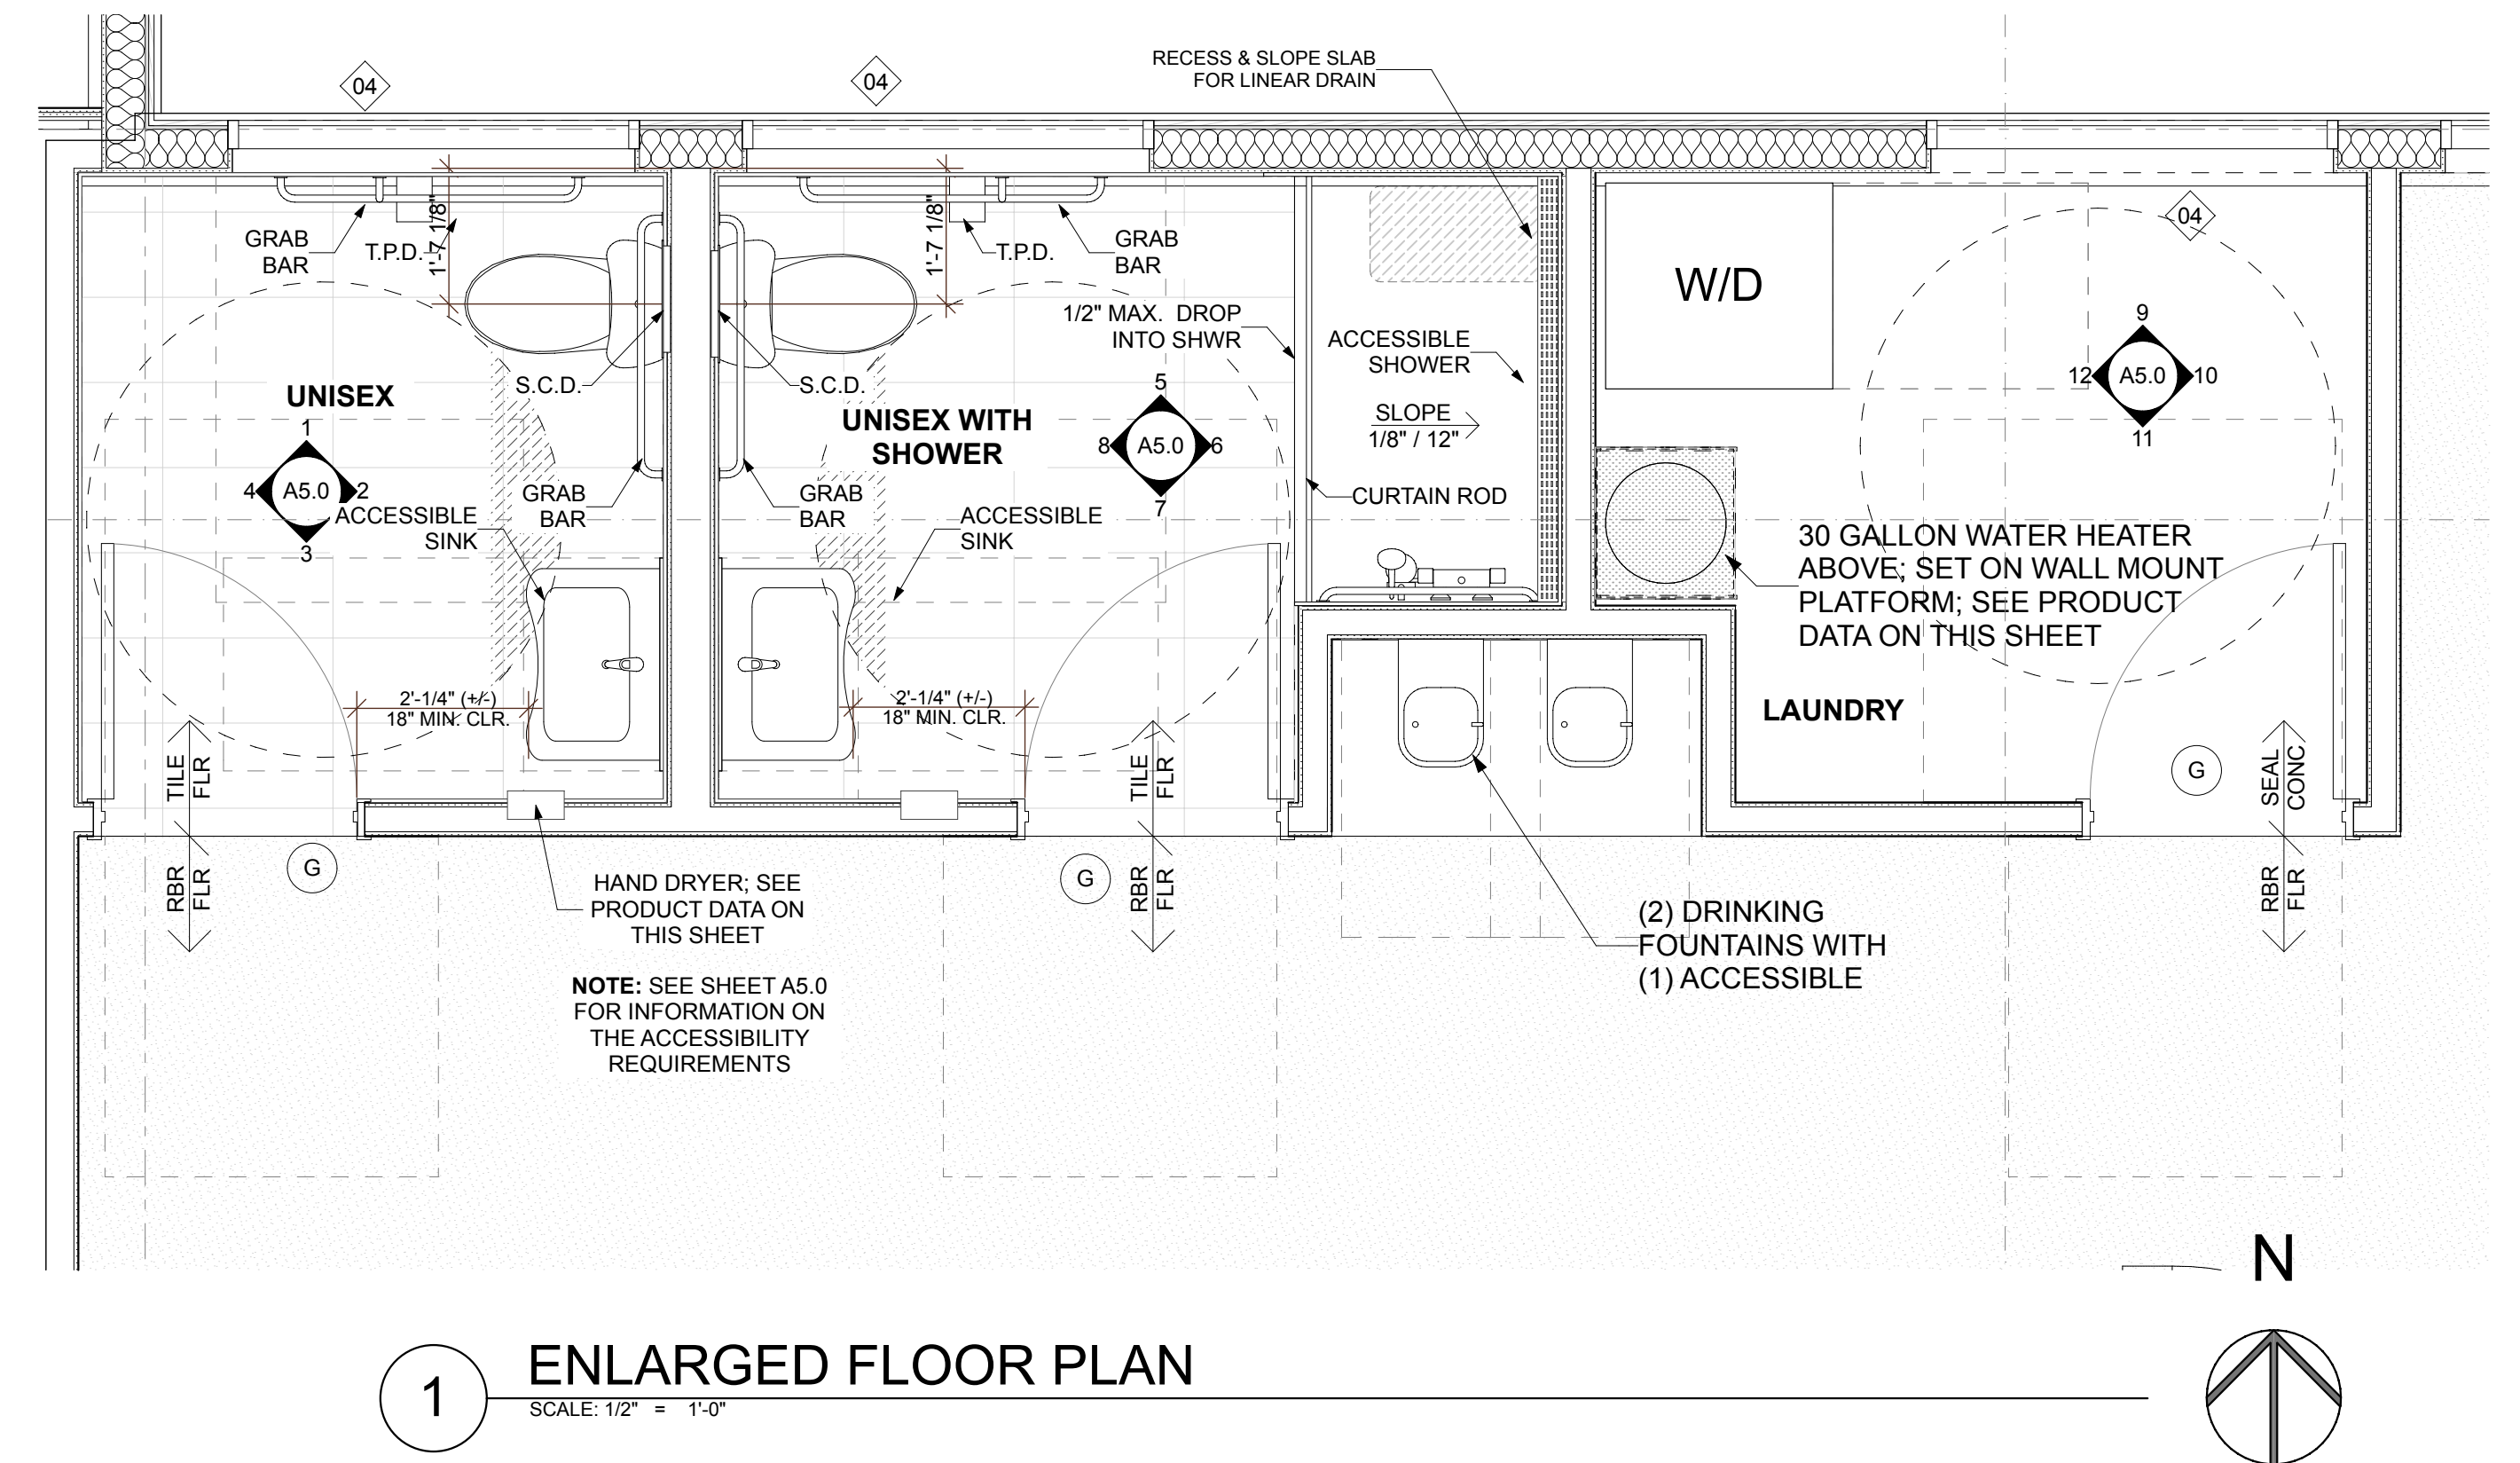 RECESS & SLOPE SLAB
FOR LINEAR DRAIN
04
04
04
1'-7 1/8"
1'-7 1/8"
GRAB
BAR
T.P.D.
T.P.D.
GRAB
BAR
W/D
1/2" MAX. DROP
INTO SHWR
ACCESSIBLE
SHOWER
S.C.D.
S.C.D.
UNISEX
UNISEX WITH
SHOWER
SLOPE
1/8" / 12"
1
4 A5.0 2
3
5
8 A5.0 6
7
9
12 A5.0 10
11
GRAB
BAR
GRAB
BAR
CURTAIN ROD
ACCESSIBLE
SINK
ACCESSIBLE
SINK
30 GALLON WATER HEATER
ABOVE; SET ON WALL MOUNT
PLATFORM; SEE PRODUCT
DATA ON THIS SHEET
2'-1/4" (+/-)
18" MIN. CLR.
2'-1/4" (+/-)
18" MIN. CLR.
LAUNDRY
TILE
FLR
TILE
FLR
SEAL
CONC
G
G
G
RBR
FLR
RBR
FLR
RBR
FLR
HAND DRYER; SEE
PRODUCT DATA ON
THIS SHEET
(2) DRINKING
FOUNTAINS WITH
(1) ACCESSIBLE
NOTE: SEE SHEET A5.0
FOR INFORMATION ON
THE ACCESSIBILITY
REQUIREMENTS
N
1
ENLARGED FLOOR PLAN
SCALE: 1/2" = 1'-0"